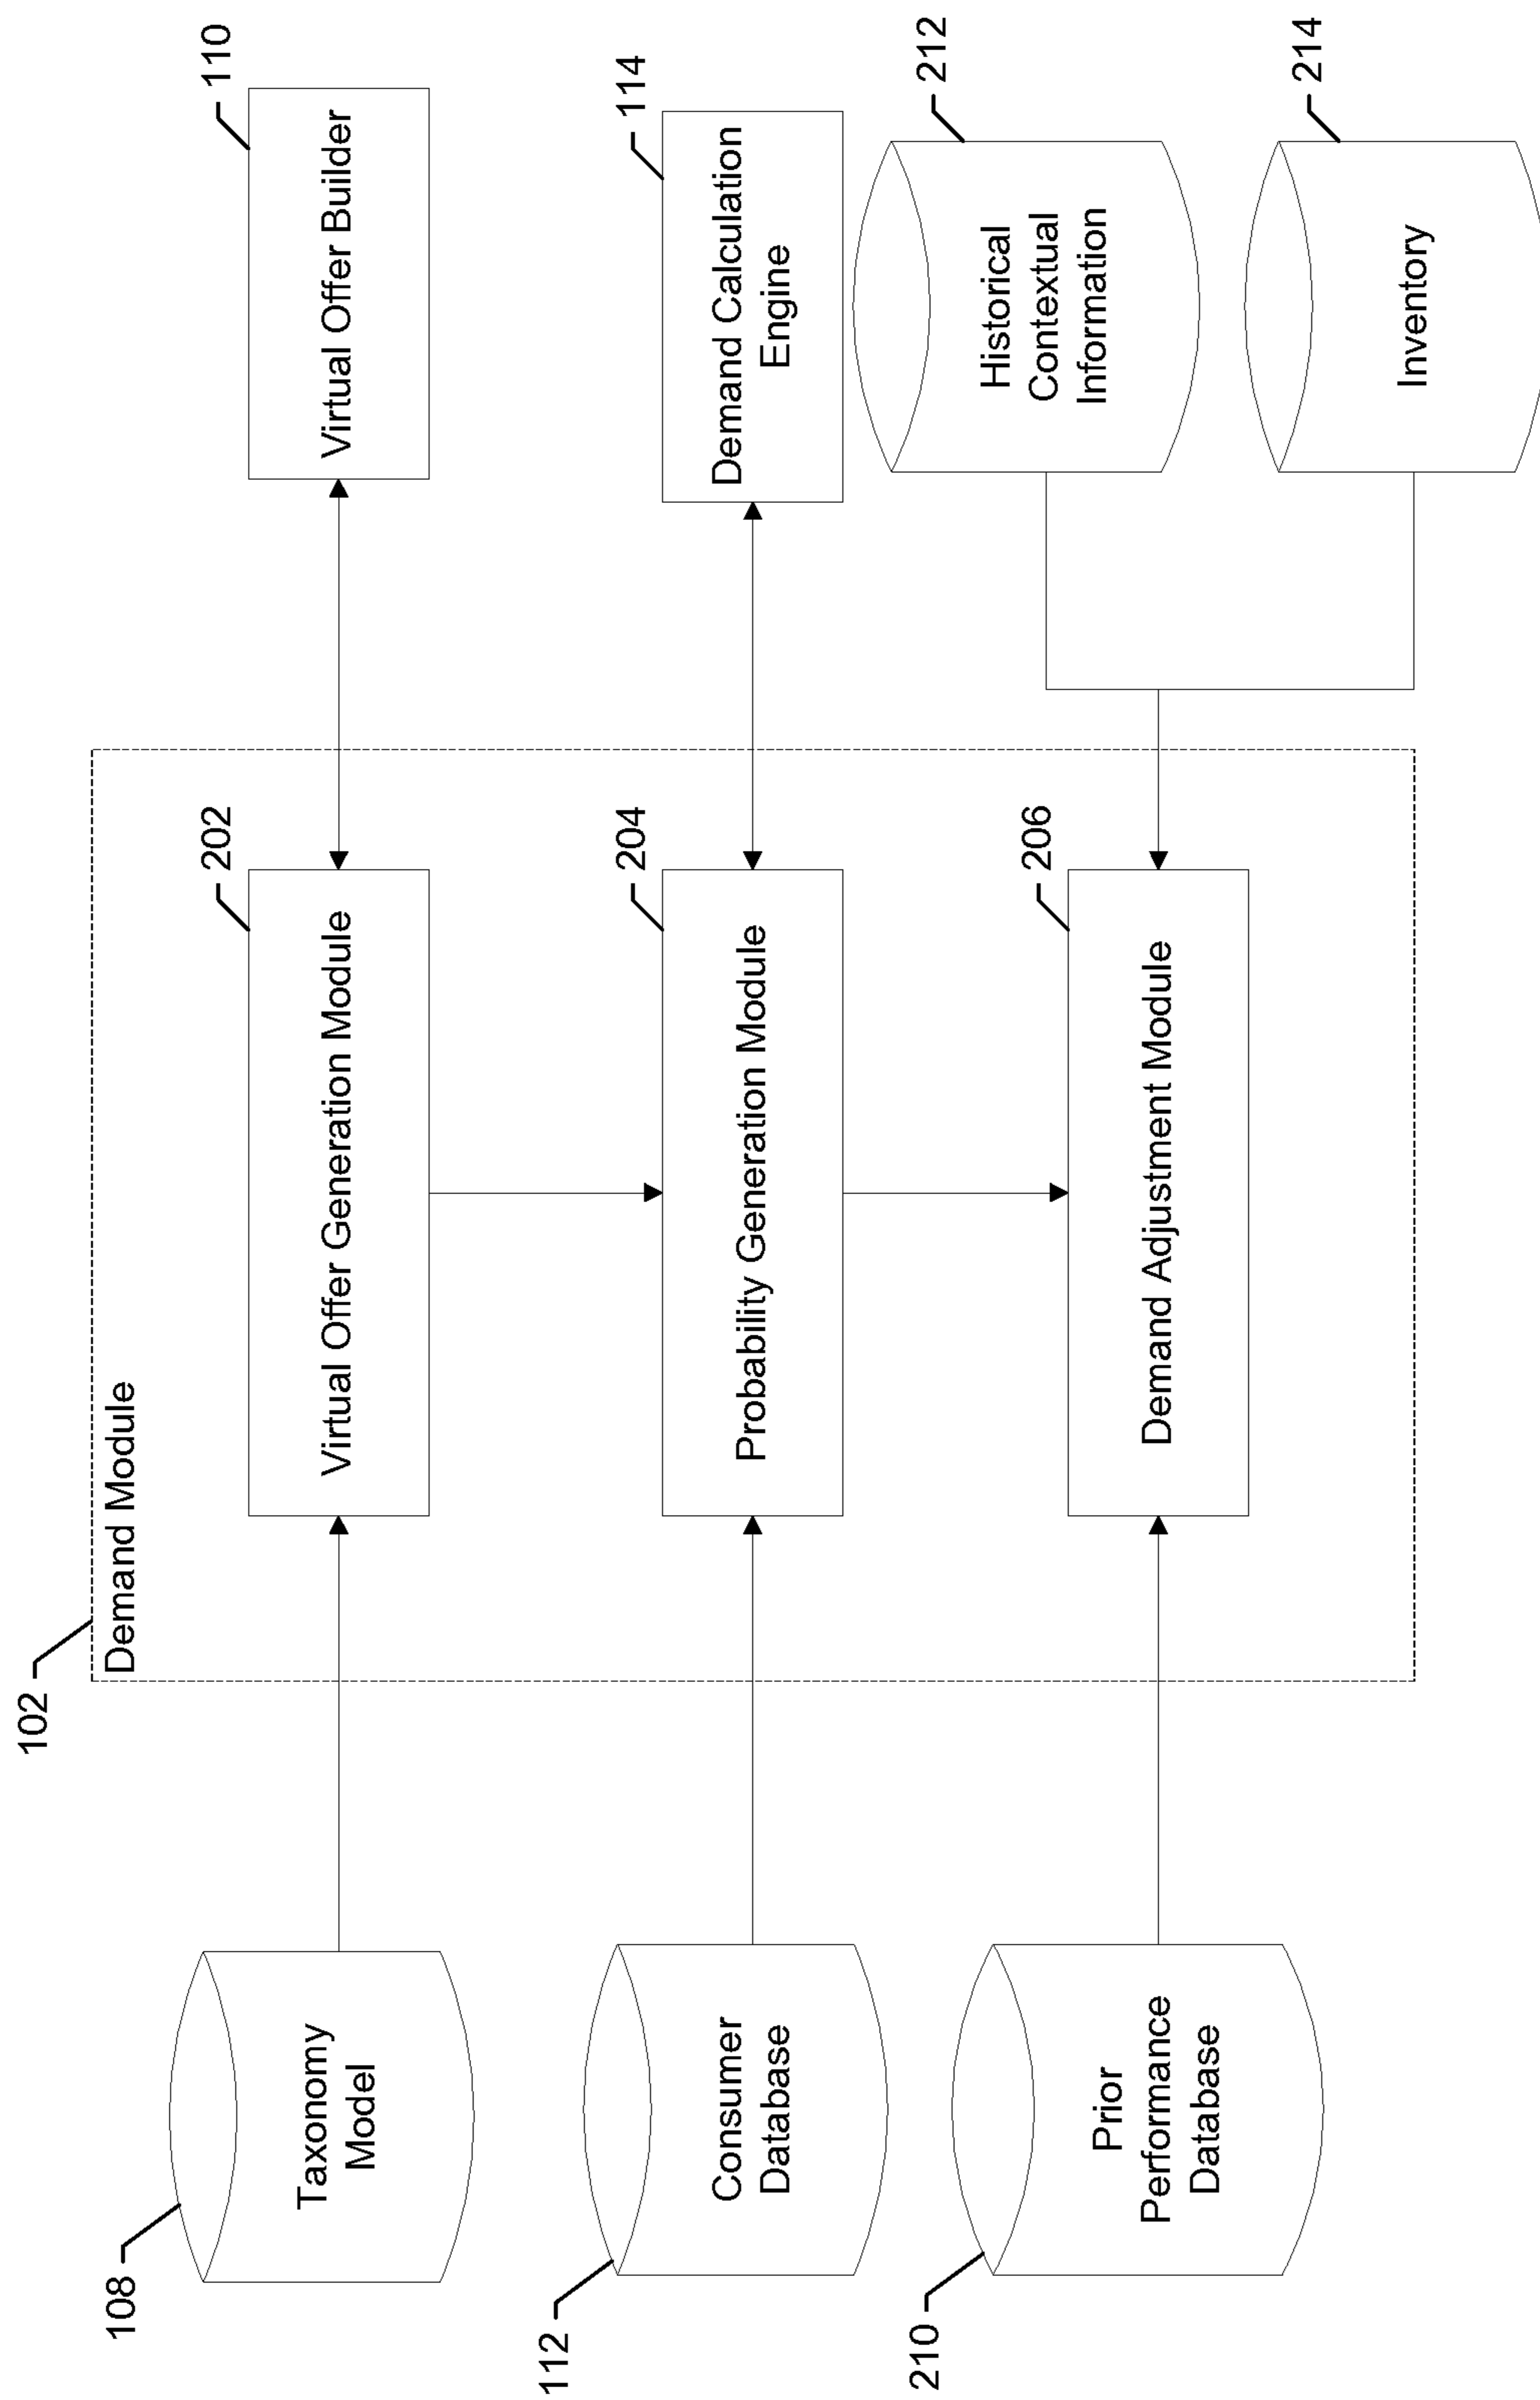 102
Demand Module
108
Taxonomy
Model
202
Virtual Offer Generation Module
110
Virtual Offer Builder
112
Consumer
Database
204
Probability Generation Module
114
Demand Calculation
Engine
210
Prior
Performance
Database
206
Demand Adjustment Module
212
Historical
Contextual
Information
214
Inventory